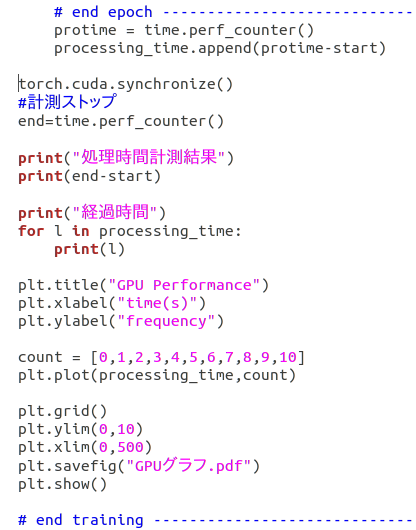 # end epoch ----------------------------
protime = time.perf_counter()
processing_time.append(protime-start)
torch.cuda.synchronize()
#計測ストップ
end=time.perf_counter()
print("処理時間計測結果")
print(end-start)
print("経過時間")
for l in processing_time:
print(l)
plt.title("GPU Performance")
plt.xlabel("time(s)")
plt.ylabel("frequency")
count = [0,1,2,3,4,5,6,7,8,9,10]
plt.plot(processing_time,count)
plt.grid()
plt.ylim(0,10)
plt.xlim(0,500)
plt.savefig("GPUグラフ.pdf")
plt.show()
# end training -----------------------------